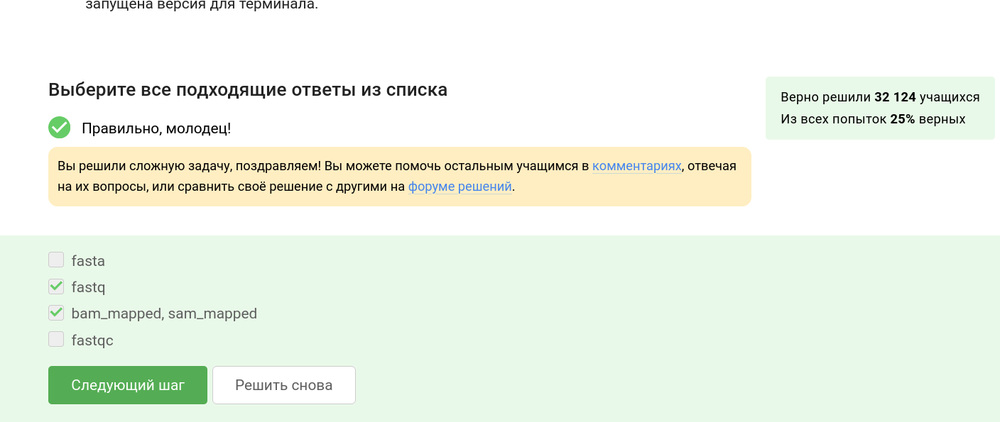 запущена версия для терминала.
Выберите все подходящие ответы из списка
Верно решили 32 124 учащихся
Из всех попыток 25% верных
Правильно, молодец!
Вы решили сложную задачу, поздравляем! Вы можете помочь остальным учащимся в комментариях, отвечая
на их вопросы, или сравнить своё решение с другими на форуме решений.
fasta
fastq
bam_mapped, sam_mapped
fastqc
Следующий шаг
Решить снова